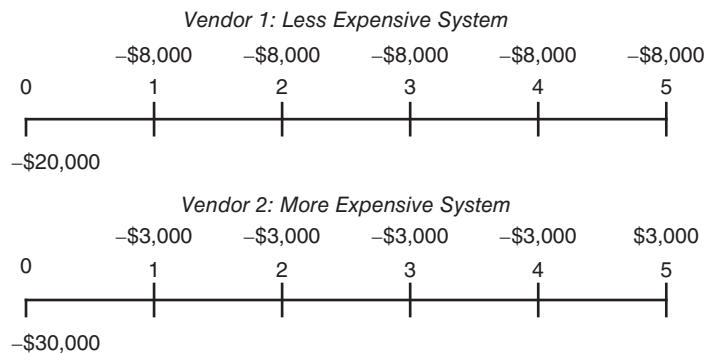 Vendor 1: Less Expensive System
–$8,000 –$8,000 –$8,000 –$8,000 –$8,000
0 1 2 3 4 5
–$20,000
Vendor 2: More Expensive System
–$3,000 –$3,000 –$3,000 –$3,000 $3,000
0 1 2 3 4 5
–$30,000